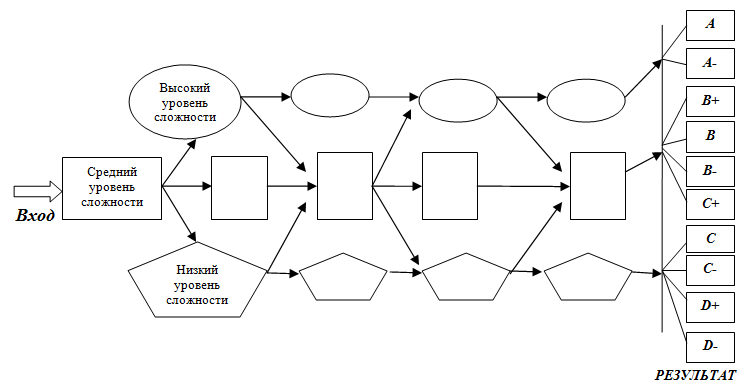 Вход
Средний
уровень
сложности
Высокий
уровень
сложности
Низкий
уровень
сложности
A
A-
B+
B
B-
C+
C
C-
D+
D-
РЕЗУЛЬТАТ